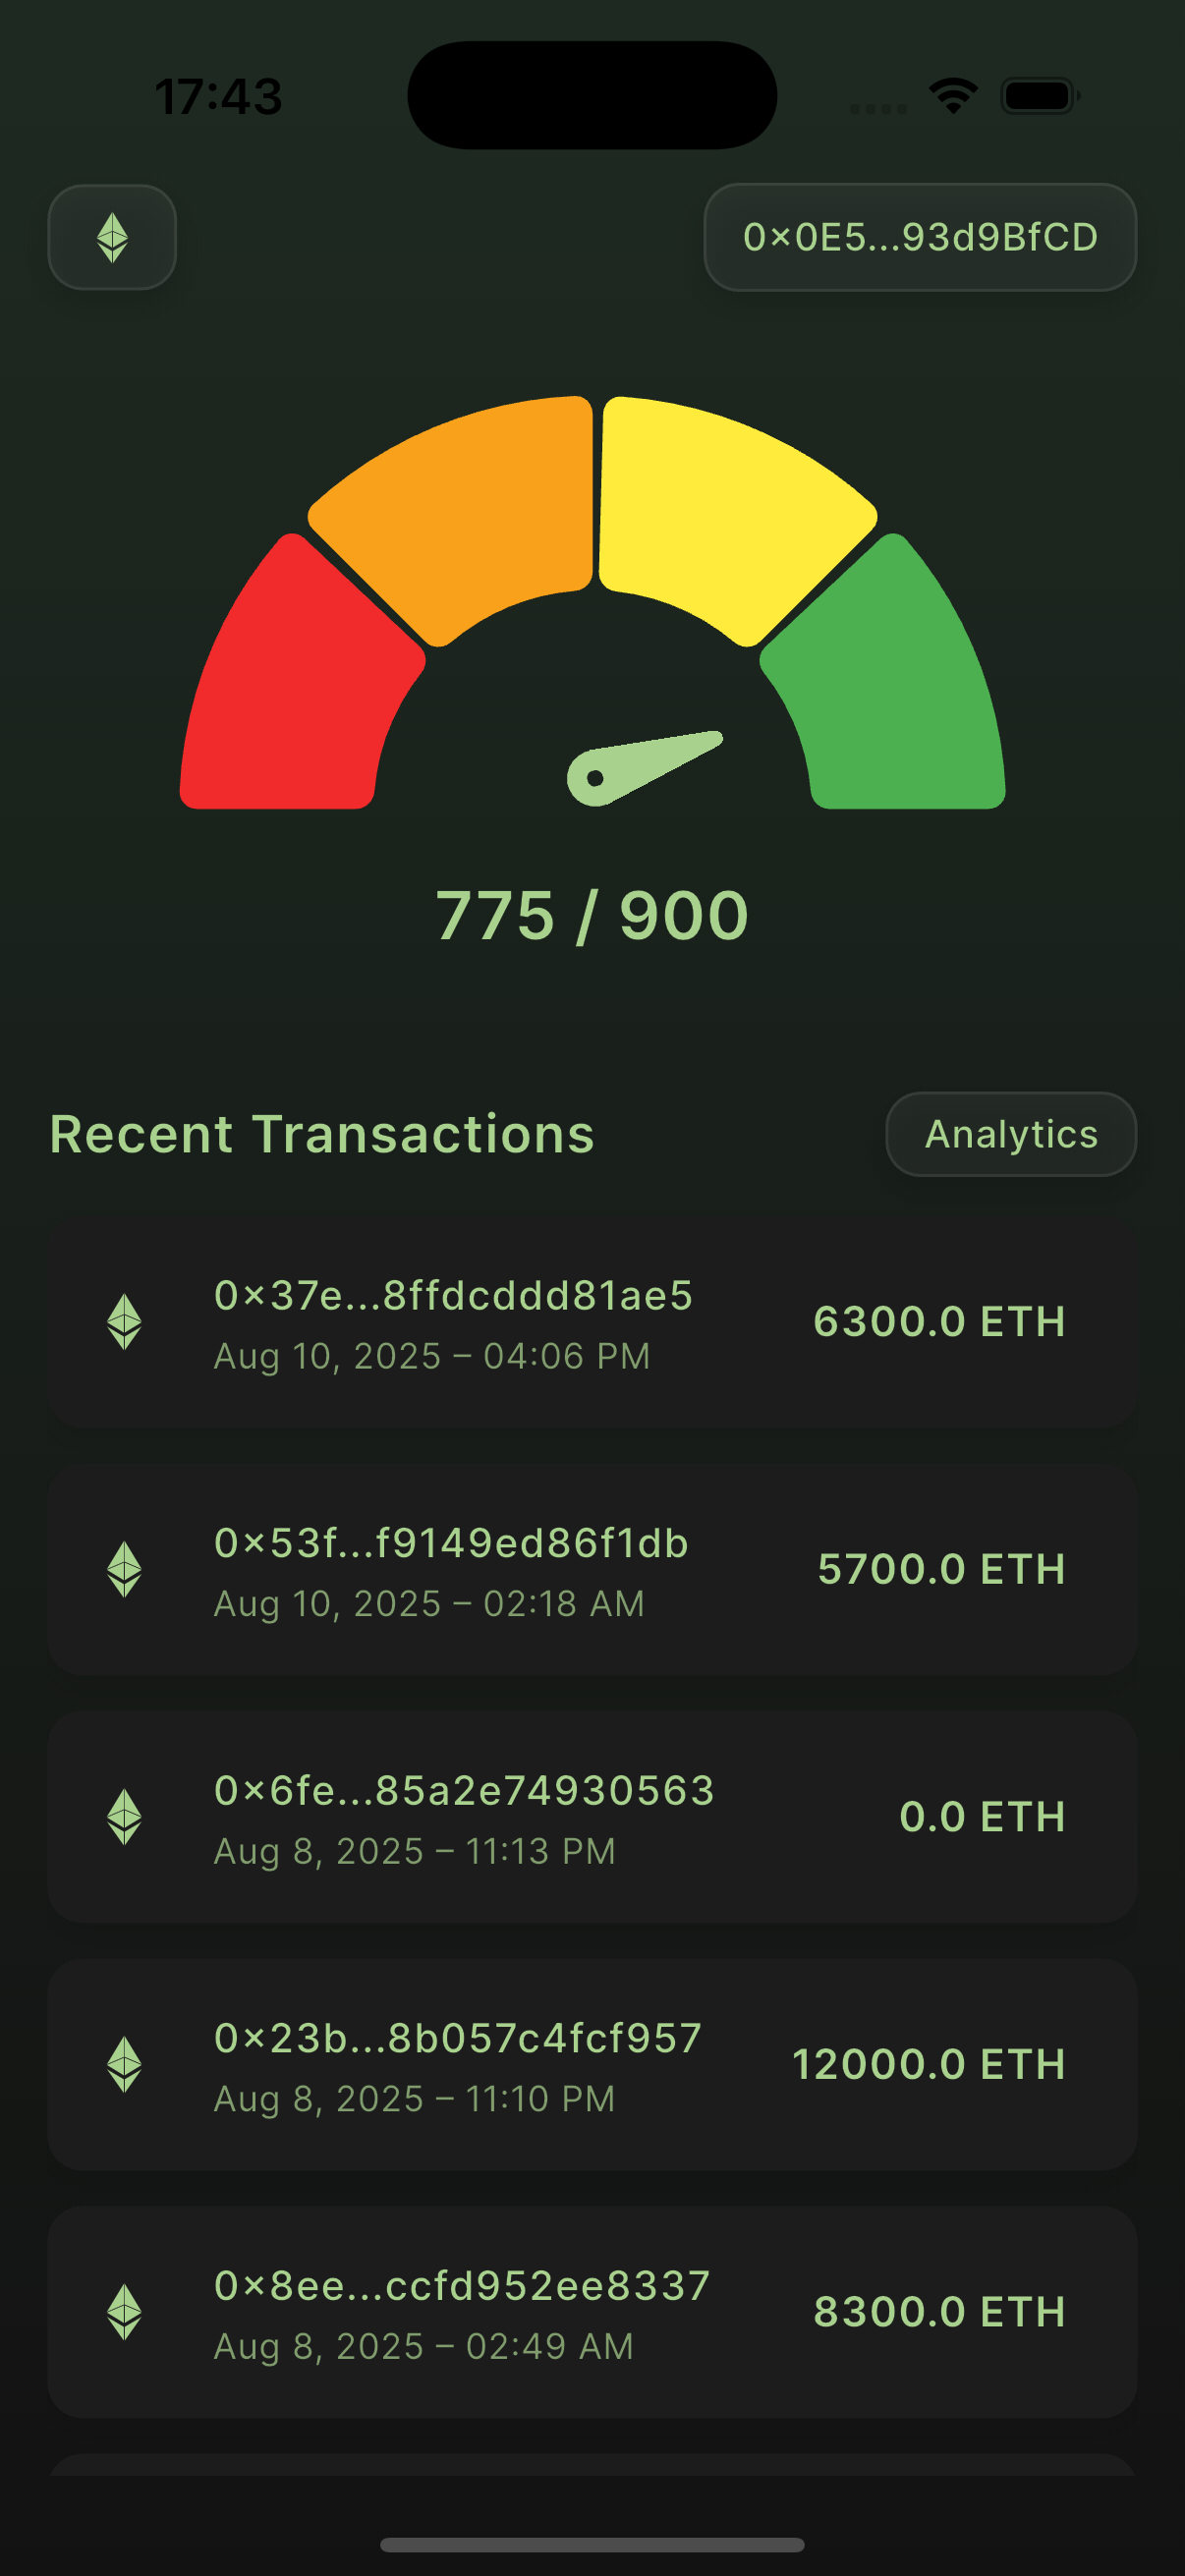 17:43
0×0E5...93d9BfCD
775 / 900
Recent Transactions
Analytics
0×37e...8ffdcddd81ae5
6300.0 ETH
Aug 10, 2025 – 04:06 PM
0×53f...f9149ed86f1db
5700.0 ETH
Aug 10, 2025 – 02:18 AM
0×6fe...85a2e74930563
0.0 ETH
Aug 8, 2025 – 11:13 PM
0×23b...8b057c4fcf957
12000.0 ETH
Aug 8, 2025 – 11:10 PM
0×8ee...ccfd952ee8337
8300.0 ETH
Aug 8, 2025 – 02:49 AM